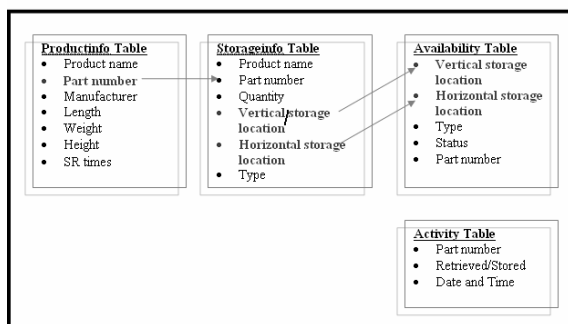 Productinfo Table
Product name
Part number
Manufacturer
Length
Weight
Height
SR times
Storageinfo Table
Product name
Part number
Quantity
Vertical storage
location
Horizontal storage
location
Type
Availability Table
Vertical storage
location
Horizontal storage
location
Type
Status
Part number
Activity Table
Part number
Retrieved/Stored
Date and Time